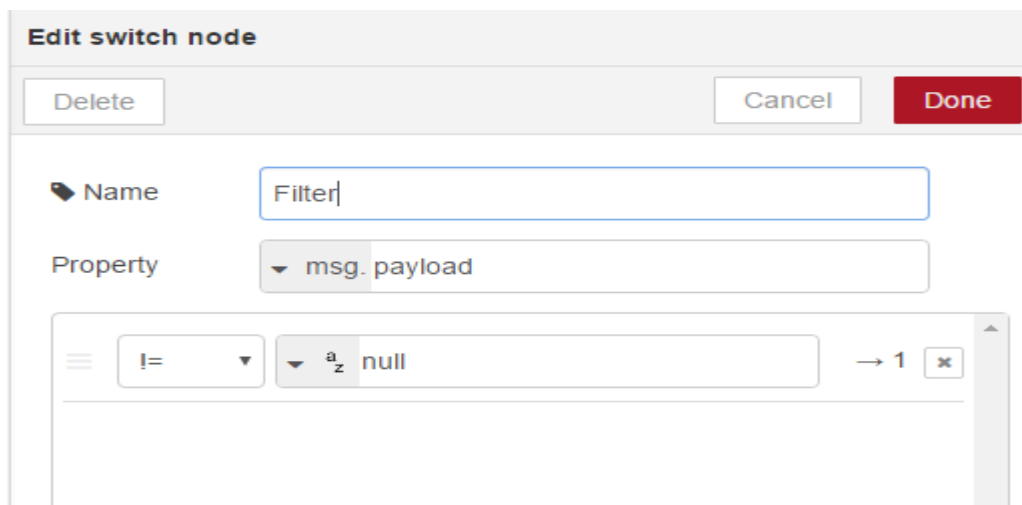 Edit switch node
Delete Cancel Done
Name Filter
Property msg. payload
!= az null → 1